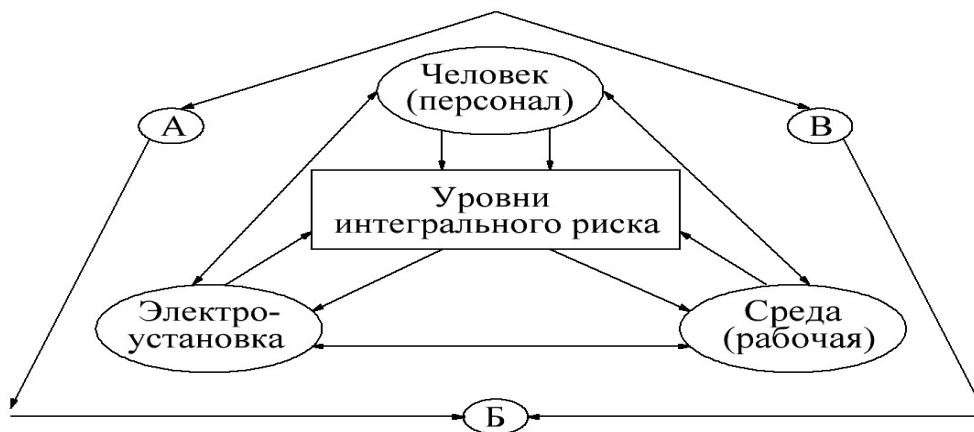 Человек
(персонал)
А
В
Уровни
интегрального риска
Электро-
установка
Среда
(рабочая)
Б